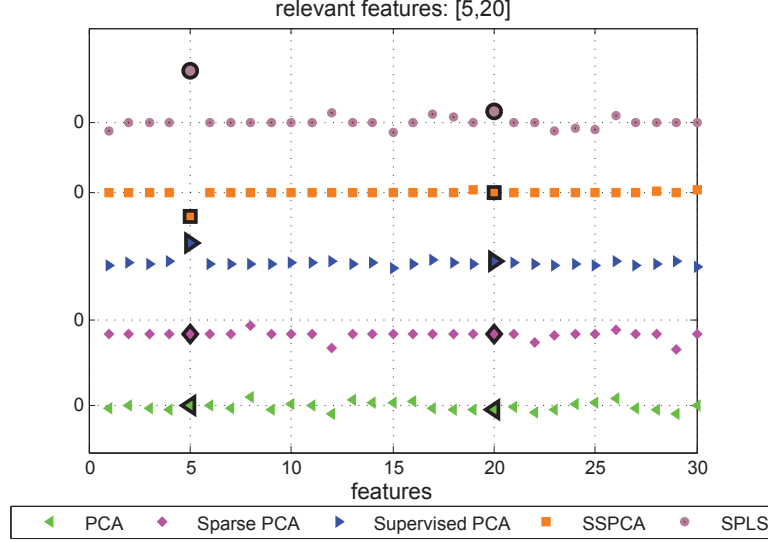 relevant features: [5,20]
0
0
0
0
0 5 10 15 20 25 30
features
PCA Sparse PCA Supervised PCA SSPCA SPLS